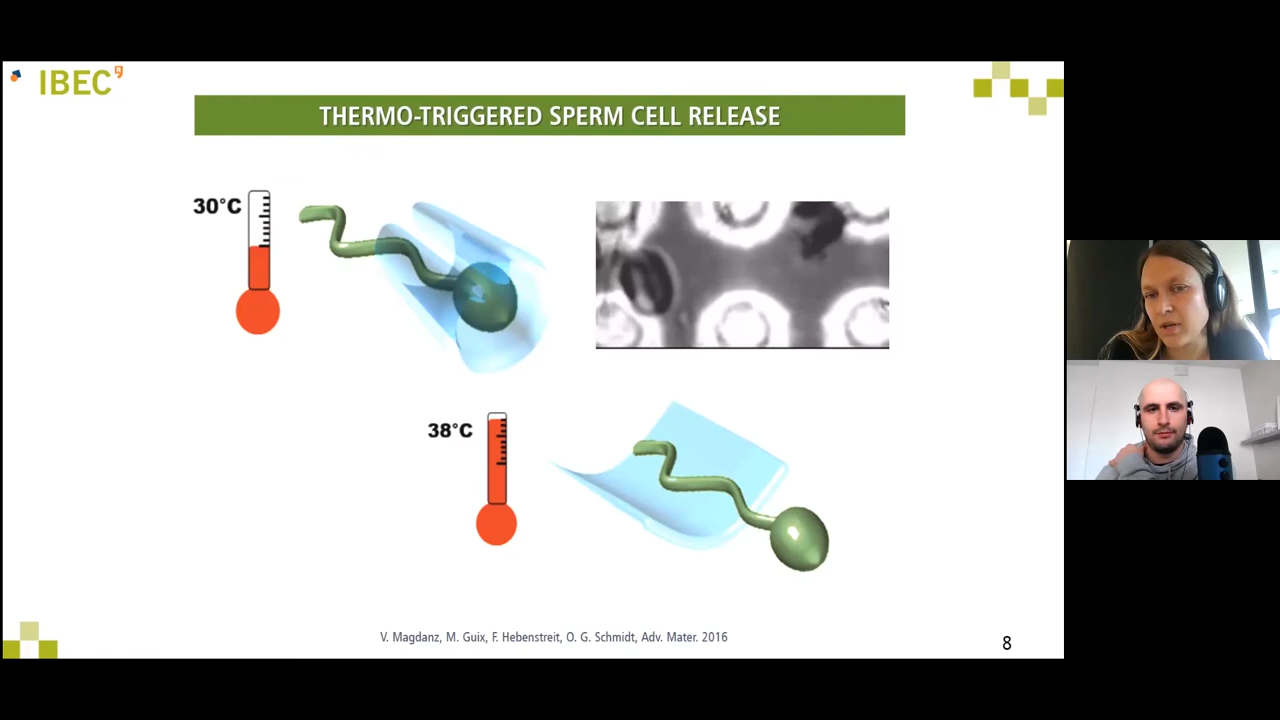 IBEC
THERMO-TRIGGERED SPERM CELL RELEASE
30°C
38°C
V. Magdanz, M. Guix, F. Hebenstreit, O. G. Schmidt, Adv. Mater. 2016
8